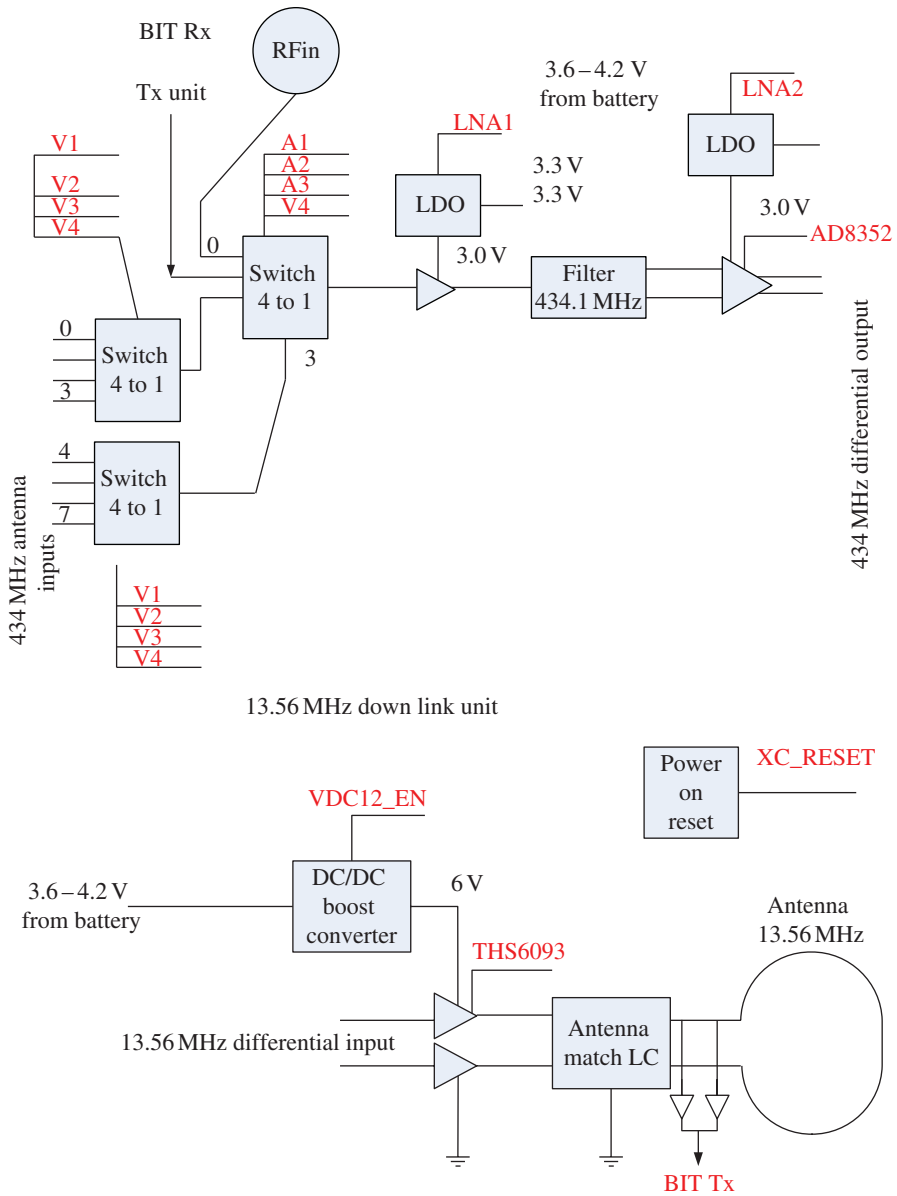 BIT Rx
RFin
Tx unit
3.6–4.2 V
from battery
LNA2
V1
V2
V3
V4
A1
A2
A3
V4
LNA1
LDO
3.3 V
3.3 V
LDO
3.0 V
AD8352
0
Switch
4 to 1
3.0 V
Filter
434.1 MHz
3
0
3
Switch
4 to 1
4
7
Switch
4 to 1
434 MHz antenna
inputs
434 MHz differential output
V1
V2
V3
V4
13.56 MHz down link unit
Power
on
reset
XC_RESET
VDC12_EN
3.6–4.2 V
from battery
DC/DC
boost
converter
6 V
Antenna
13.56 MHz
THS6093
13.56 MHz differential input
Antenna
match LC
BIT Tx